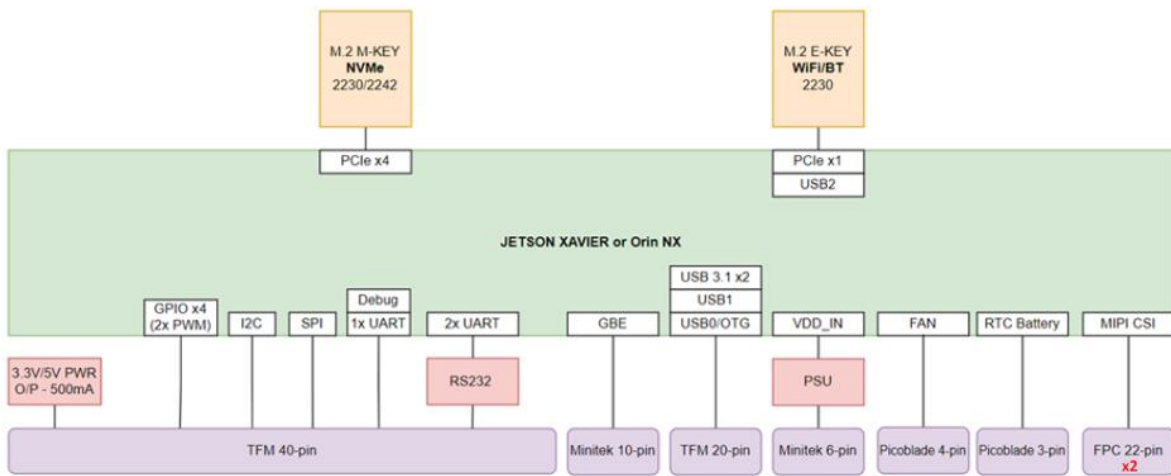 M.2 M-KEY
NVMe
2230/2242
M.2 E-KEY
WiFi/BT
2230
PCIe x4
PCIe x1
USB2
JETSON XAVIER or Orin NX
GPIO x4
(2x PWM)
I2C
SPI
Debug
1x UART
2x UART
GBE
USB 3.1 x2
USB1
USB0/OTG
VDD_IN
FAN
RTC Battery
MIPI CSI
3.3V/5V PWR
O/P - 500mA
RS232
PSU
TFM 40-pin
Minitek 10-pin
TFM 20-pin
Minitek 6-pin
Picoblade 4-pin
Picoblade 3-pin
FPC 22-pin
x2